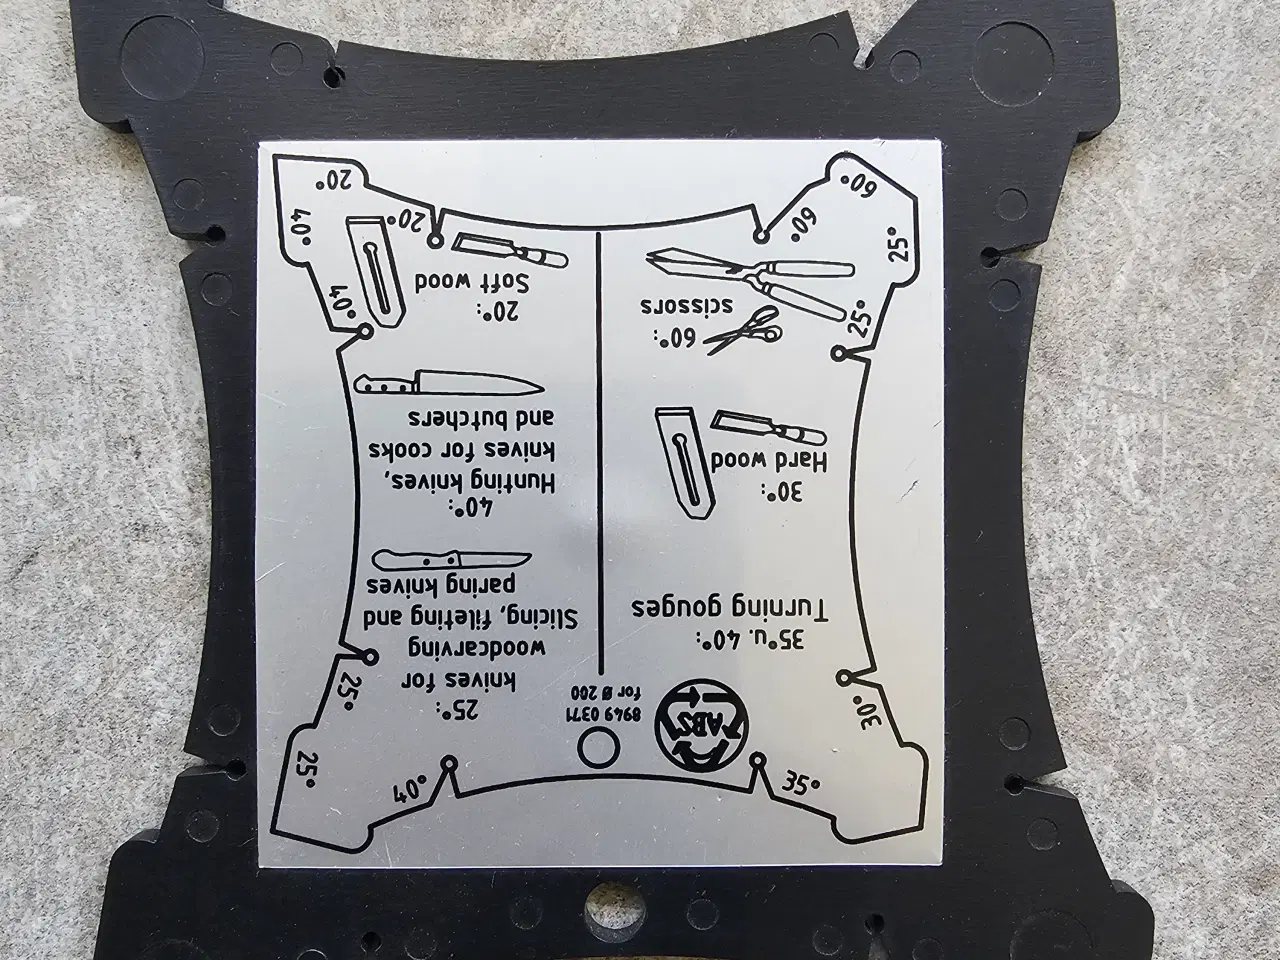 35°
ABS
8949 0371
for Ø 200
40°
25°
25°:
knives for
woodcarving
Slicing, fileting and
paring knives
40°:
Hunting knives,
knives for cooks
and butchers
20°:
Soft wood
35°u. 40°:
Turning gouges
30°:
Hard wood
60°:
scissors
30°
25°
25°
25°
60°
60°
20°
20°
40°
40°